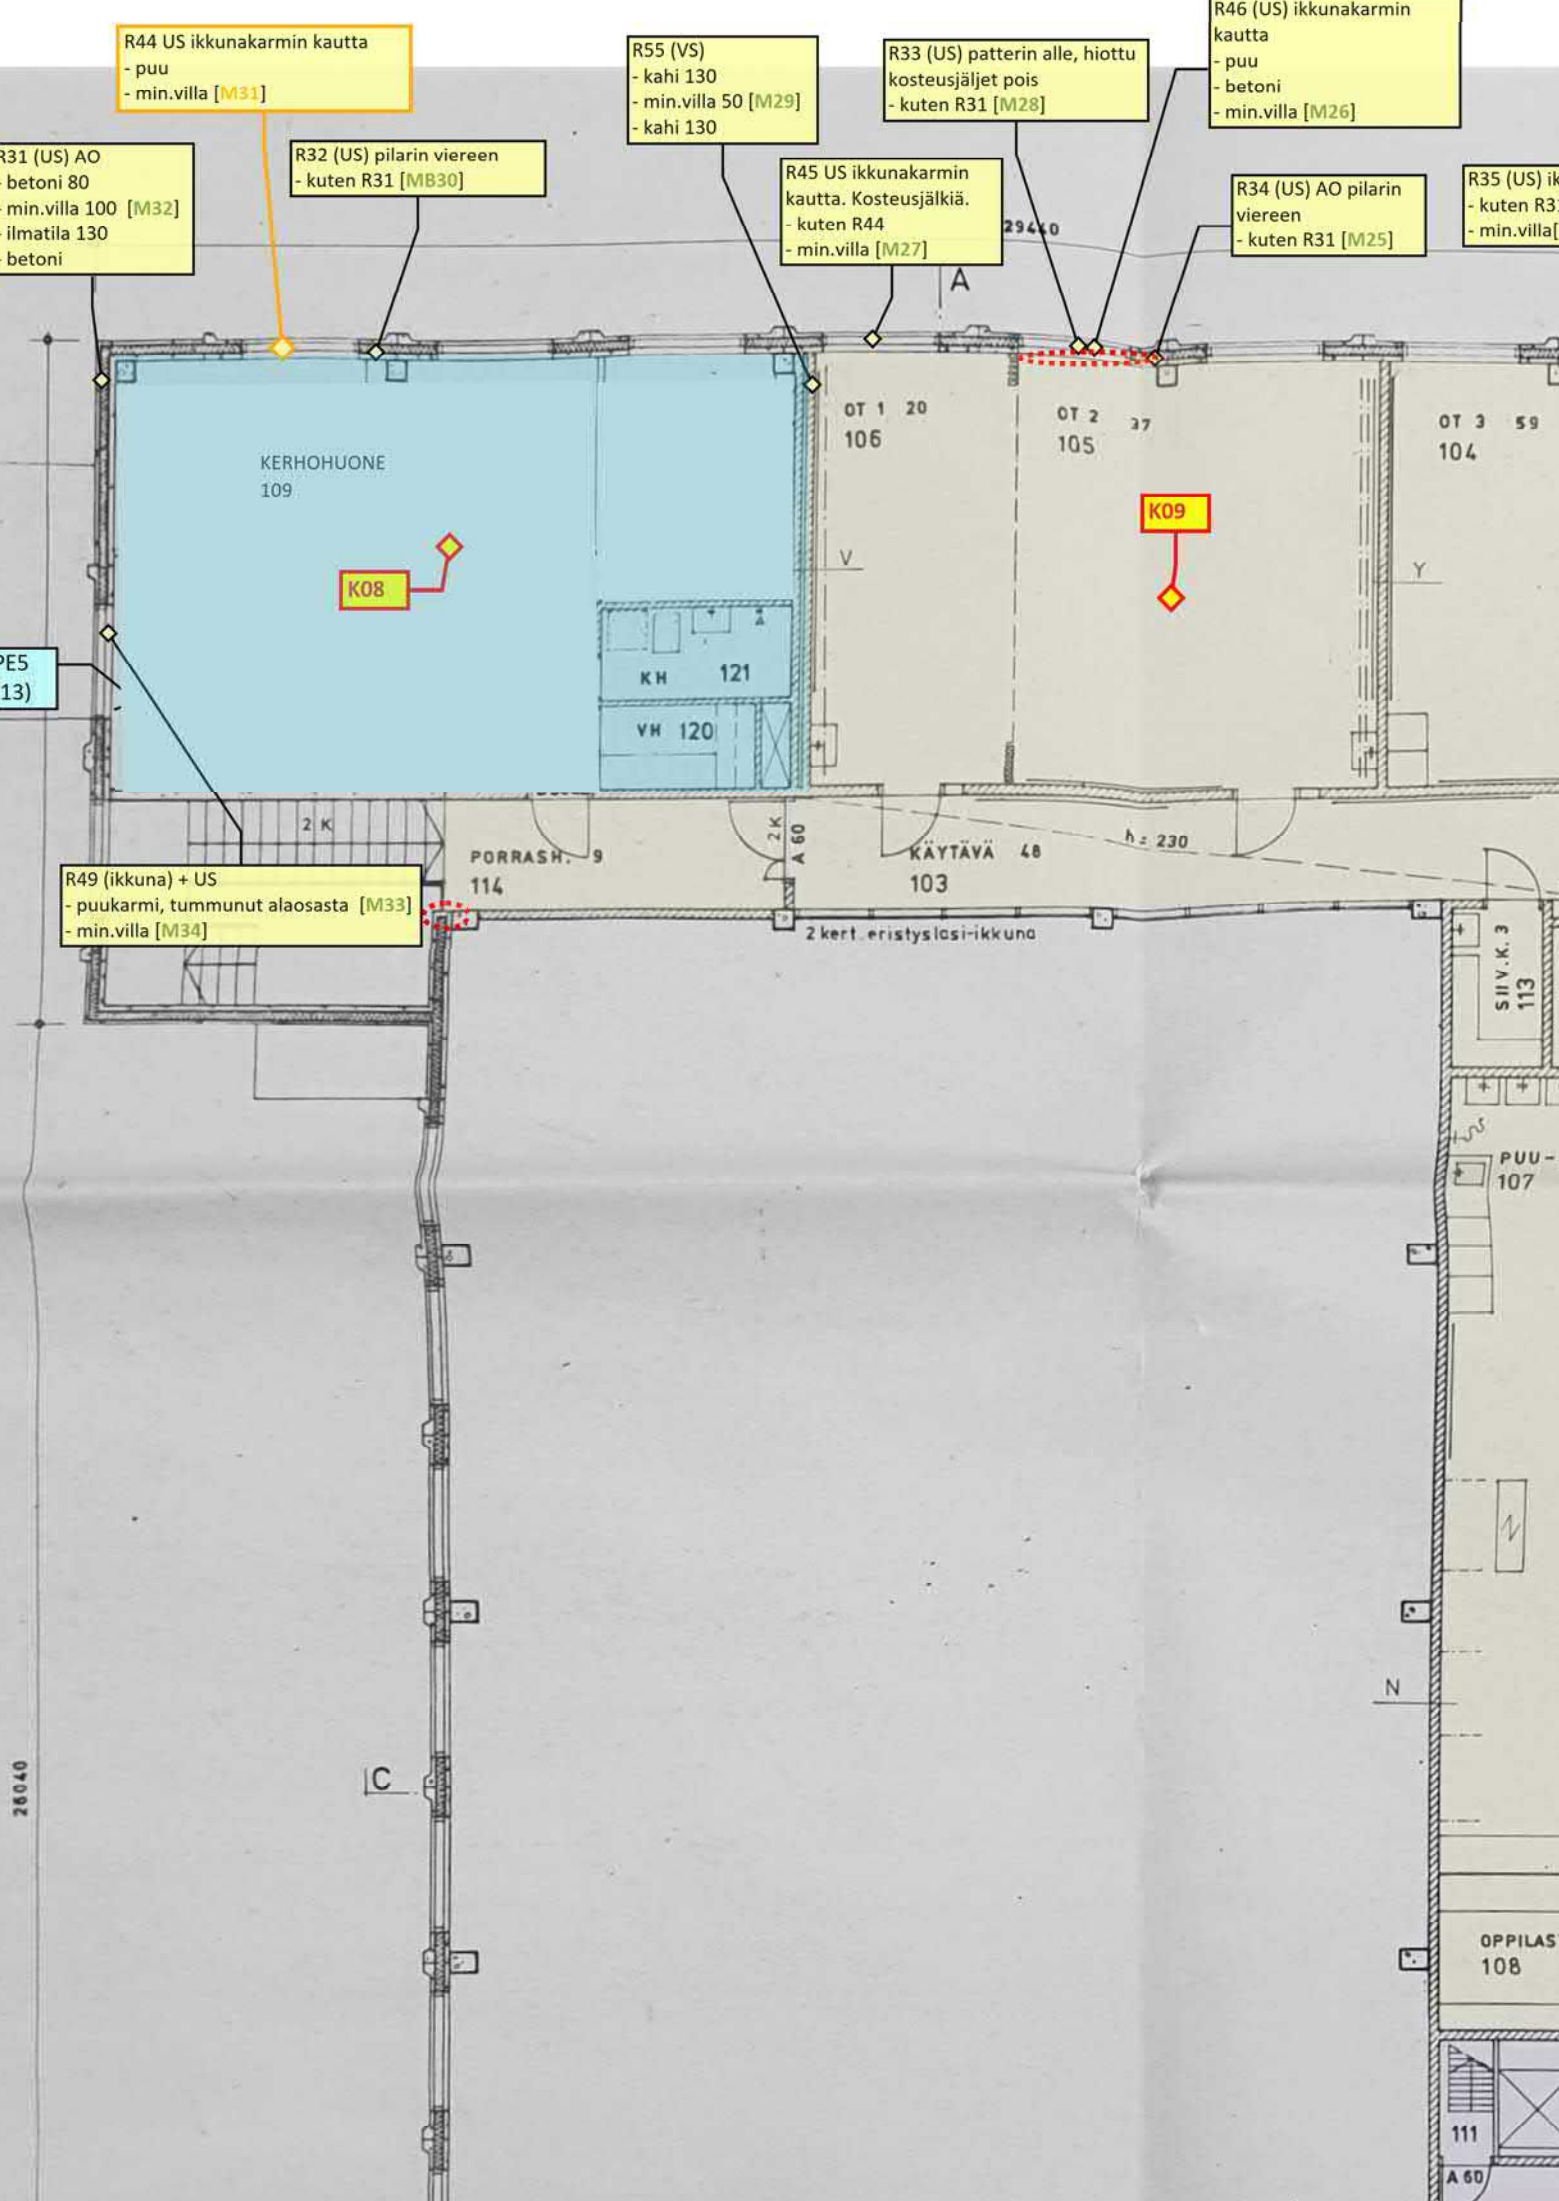 R46 (US) ikkunakarmin
kautta
- puu
- betoni
- min.villa [M26]
R44 US ikkunakarmin kautta
- puu
- min.villa [M31]
R55 (VS)
- kahi 130
- min.villa 50 [M29]
- kahi 130
R33 (US) patterin alle, hiottu
kosteusjäljet pois
- kuten R31 [M28]
R31 (US) AO
- betoni 80
- min.villa 100 [M32]
- ilmatila 130
- betoni
R32 (US) pilarin viereen
- kuten R31 [MB30]
R45 US ikkunakarmin
kautta. Kosteusjälkiä.
- kuten R44
- min.villa [M27]
R34 (US) AO pilarin
viereen
- kuten R31 [M25]
R35 (US) ik
- kuten R31
- min.villa[
29440
A
KERHOHUONE
109
OT 1 20
106
OT 2 37
105
OT 3 59
104
K08
K09
V
Y
PE5
13)
KH 121
VH 120
2 K
PORRASH. 9
114
2 K
A 60
KÄYTÄVÄ 48
103
h = 230
R49 (ikkuna) + US
- puukarmi, tummunut alaosasta [M33]
- min.villa [M34]
2 kert. eristyslasi-ikkuna
SIIV.K. 3
113
PUU-
107
N
C
26040
OPPILAS
108
111
A 60